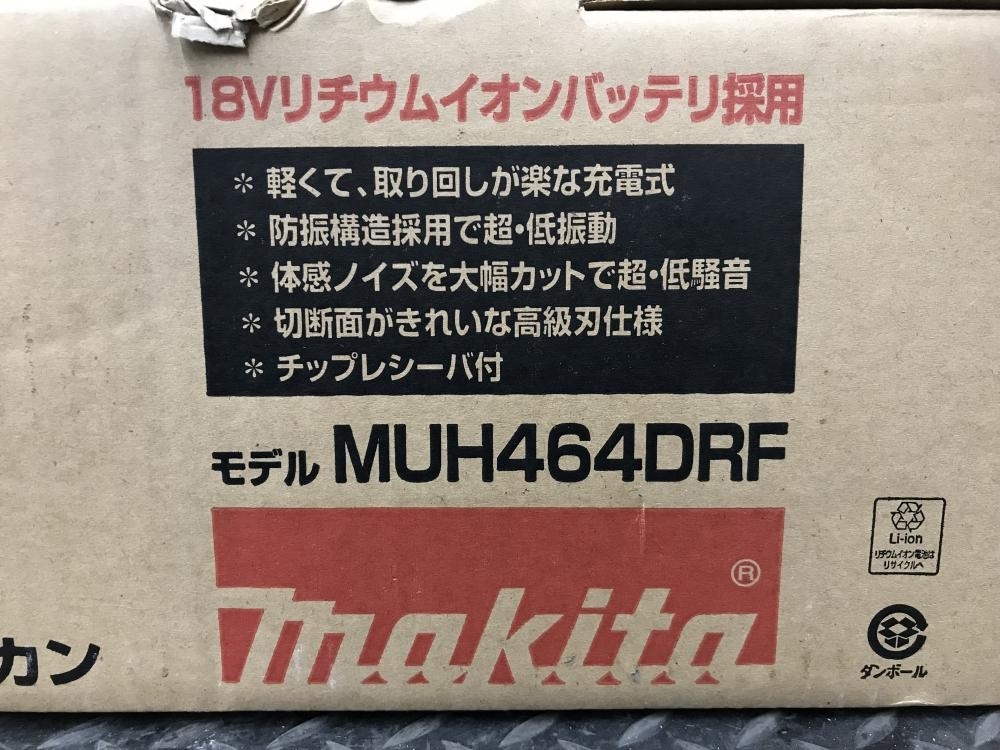 18Vリチウムイオンバッテリ採用
＊ 軽くて、取り回しが楽な充電式
＊ 防振構造採用で超・低振動
＊ 体感ノイズを大幅カットで超・低騒音
＊ 切断面がきれいな高級刃仕様
＊ チップレシーバ付
モデル MUH464DRF
makita®
カン
Li-ion
リチウムイオン電池は
リサイクルへ
ダンボール